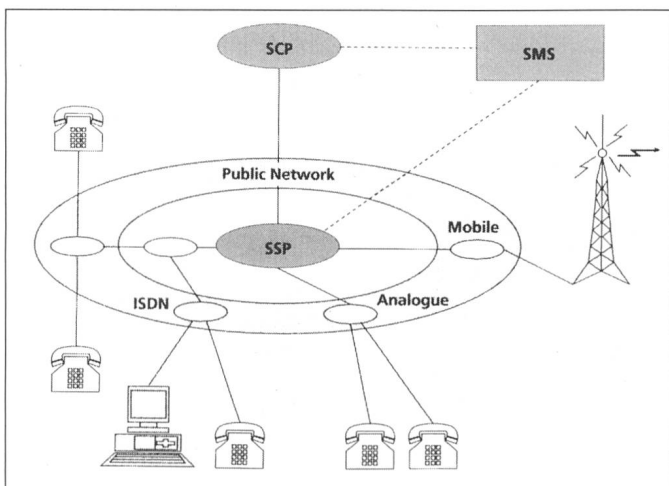 SCP
SMS
Public Network
SSP
Mobile
ISDN
Analogue